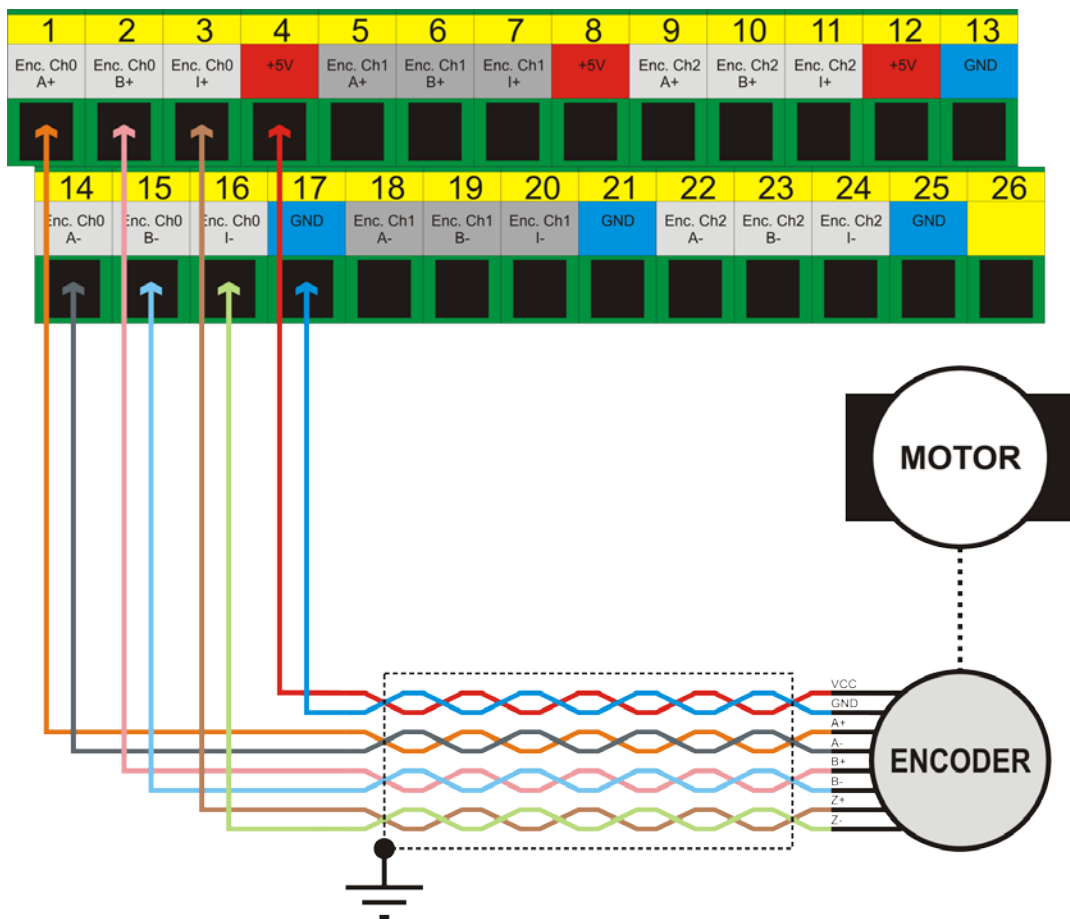 1 2 3 4 5 6 7 8 9 10 11 12 13
Enc. Ch0 Enc. Ch0 Enc. Ch0 +5V Enc. Ch1 Enc. Ch1 Enc. Ch1 +5V Enc. Ch2 Enc. Ch2 Enc. Ch2 +5V GND
A+ B+ I+ A+ B+ I+ A+ B+ I+
14 15 16 17 18 19 20 21 22 23 24 25 26
Enc. Ch0 Enc. Ch0 Enc. Ch0 GND Enc. Ch1 Enc. Ch1 Enc. Ch1 GND Enc. Ch2 Enc. Ch2 Enc. Ch2 GND
A- B- I- A- B- I- A- B- I-
MOTOR
VCC
GND
A+
A-
B+
B-
Z+
Z-
ENCODER